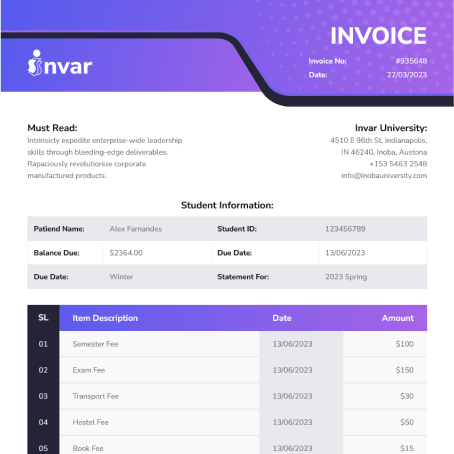 INVOICE
Invoice No: #935648
Date: 22/03/2023
invar
Must Read:
Intrinsicly expedite enterprise-wide leadership
skills through bleeding-edge deliverables.
Rapaciously revolutionize corporate
manufactured products.
Invar University:
4510 E 96th St, Indianapolis,
IN 46240, Inoba, Austona
+153 5463 2548
info@Inobauniversity.com
Student Information:
Patiend Name: Alex Farnandes Student ID: 123456789
Balance Due: $2364.00 Due Date: 13/06/2023
Due Date: Winter Statement For: 2023 Spring
SL Item Description Date Amount
01 Semester Fee 13/06/2023 $100
02 Exam Fee 13/06/2023 $150
03 Transport Fee 13/06/2023 $30
04 Hostel Fee 13/06/2023 $50
05 Book Fee 13/06/2023 $15